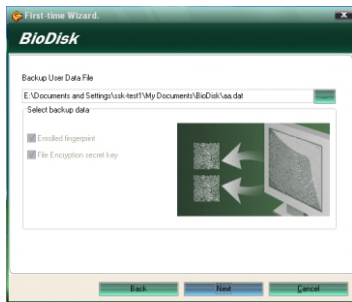 First-time Wizard.
BioDisk
Backup User Data File
E:\Documents and Settings\ssk-test1\My Documents\BioDisk\aa.dat
Select backup data
Enrolled fingerprint
File Encryption secret key
Back Next Cancel